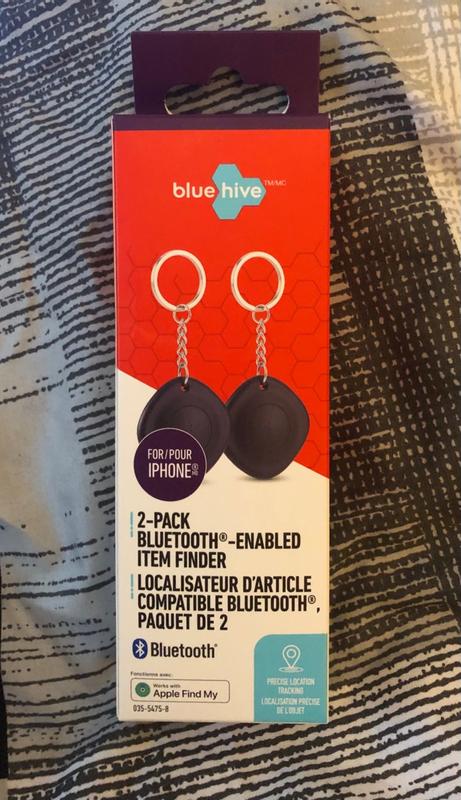 blue hive TM/MC
FOR/POUR
IPHONE®
2-PACK
BLUETOOTH®-ENABLED
ITEM FINDER
LOCALISATEUR D'ARTICLE
COMPATIBLE BLUETOOTH®,
PAQUET DE 2
Bluetooth®
Fonctionne avec:
Works with
Apple Find My
035-5475-8
PRECISE LOCATION
TRACKING
LOCALISATION PRÉCISE
DE L'OBJET